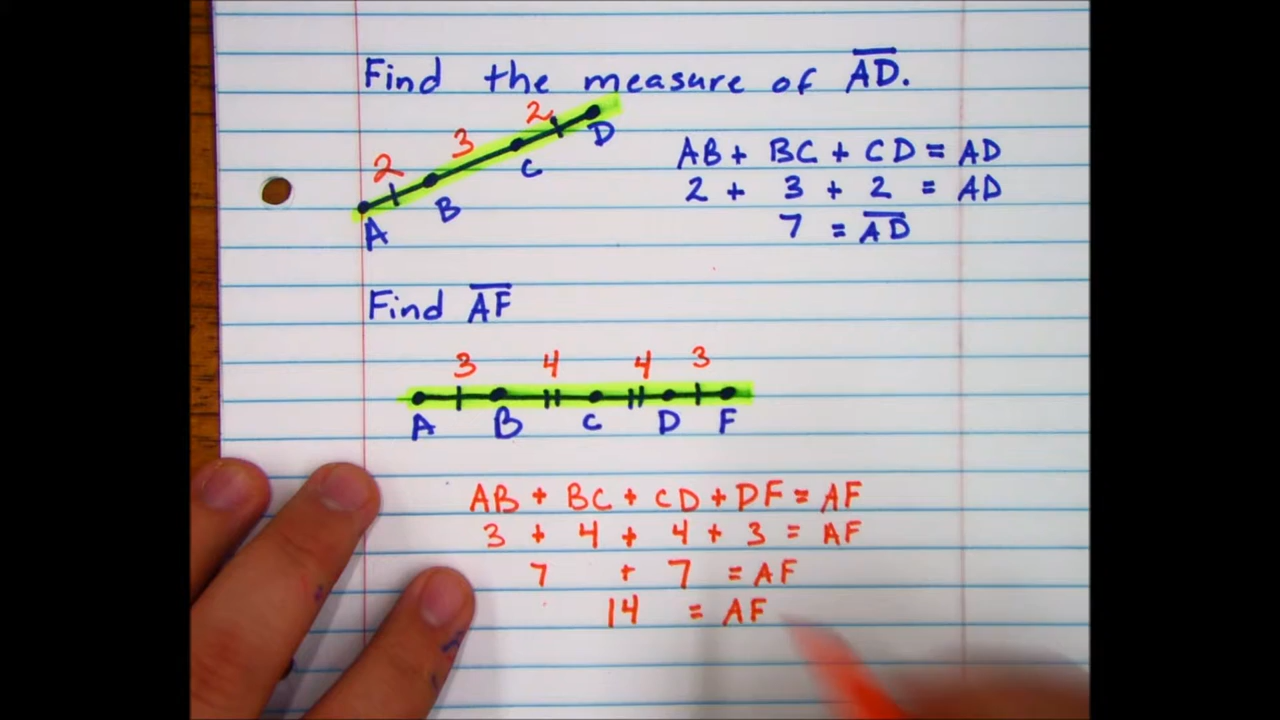 Find the measure of AD.
2 3 2
A B C D
AB + BC + CD = AD
2 + 3 + 2 = AD
7 = AD
Find AF
3 4 4 3
A B C D F
AB + BC + CD + DF = AF
3 + 4 + 4 + 3 = AF
7 + 7 = AF
14 = AF